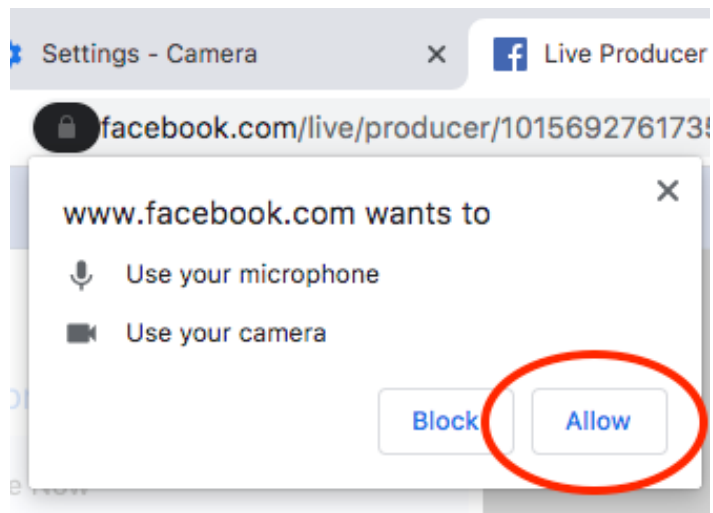 Settings - Camera
Live Producer
facebook.com/live/producer/101569276173
www.facebook.com wants to
Use your microphone
Use your camera
Block
Allow
Now